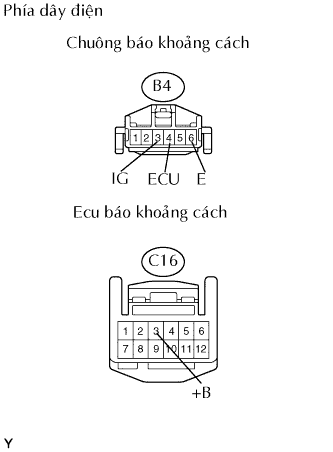 Phía dây điện
Chuông báo khoảng cách
B4
1 2 3 4 5 6
IG ECU E
Ecu báo khoảng cách
C16
1 2 3 4 5 6
7 8 9 10 11 12
+B
Y